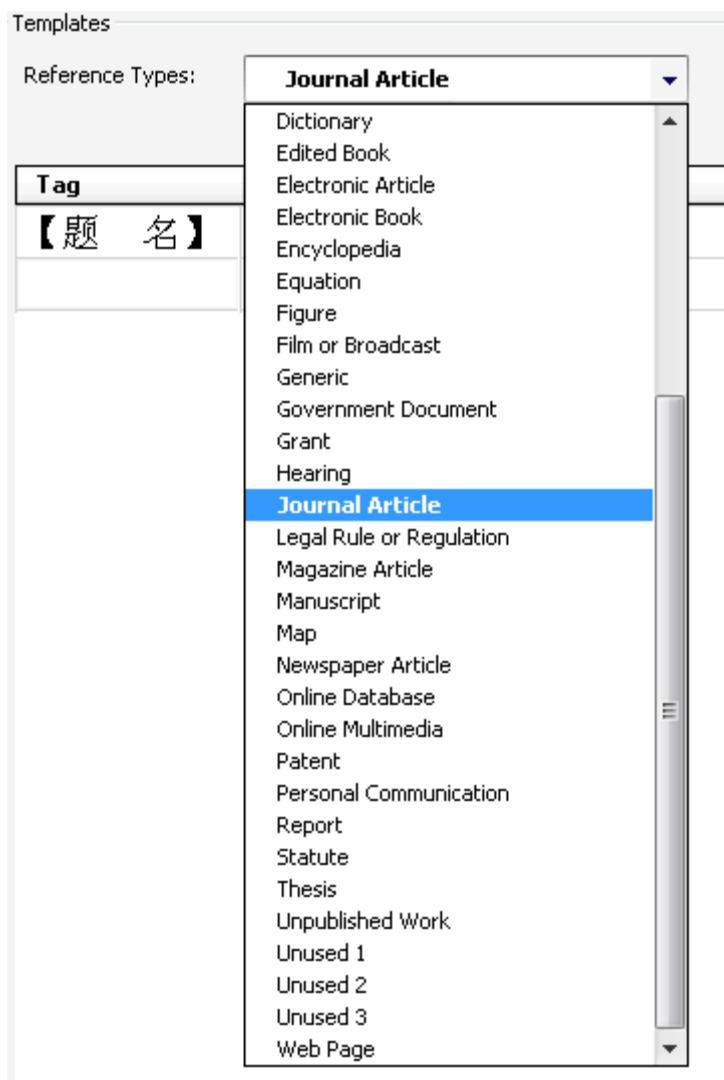 Templates
Reference Types:
Journal Article
Dictionary
Edited Book
Tag
Electronic Article
【题　名】
Electronic Book
Encyclopedia
Equation
Figure
Film or Broadcast
Generic
Government Document
Grant
Hearing
Journal Article
Legal Rule or Regulation
Magazine Article
Manuscript
Map
Newspaper Article
Online Database
Online Multimedia
Patent
Personal Communication
Report
Statute
Thesis
Unpublished Work
Unused 1
Unused 2
Unused 3
Web Page